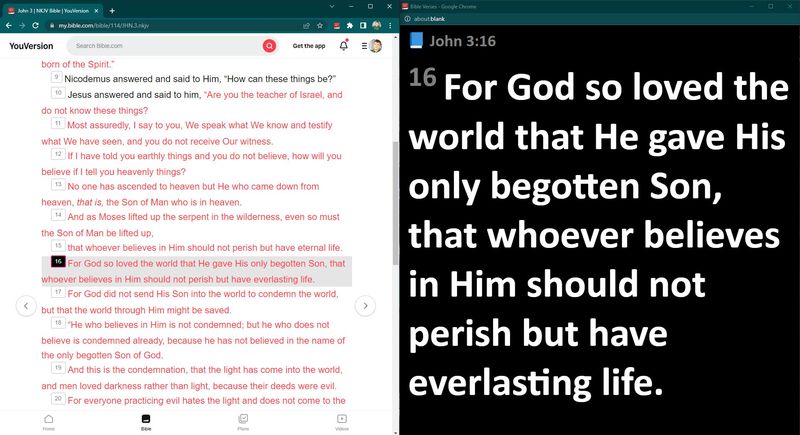 John 3 | NKJV Bible | YouVersion
my.bible.com/bible/114/JHN.3.nkjv
YouVersion
Search Bible.com
Get the app
born of the Spirit.”
9 Nicodemus answered and said to Him, “How can these things be?”
10 Jesus answered and said to him, “Are you the teacher of Israel, and
do not know these things?
11 Most assuredly, I say to you, We speak what We know and testify
what We have seen, and you do not receive Our witness.
12 If I have told you earthly things and you do not believe, how will you
believe if I tell you heavenly things?
13 No one has ascended to heaven but He who came down from
heaven, that is, the Son of Man who is in heaven.
14 And as Moses lifted up the serpent in the wilderness, even so must
the Son of Man be lifted up,
15 that whoever believes in Him should not perish but have eternal life.
16 For God so loved the world that He gave His only begotten Son, that
whoever believes in Him should not perish but have everlasting life.
17 For God did not send His Son into the world to condemn the world,
but that the world through Him might be saved.
18 “He who believes in Him is not condemned; but he who does not
believe is condemned already, because he has not believed in the name of
the only begotten Son of God.
19 And this is the condemnation, that the light has come into the world,
and men loved darkness rather than light, because their deeds were evil.
20 For everyone practicing evil hates the light and does not come to the
Home
Bible
Plans
Videos
Bible Verses - Google Chrome
about:blank
John 3:16
16 For God so loved the
world that He gave His
only begotten Son,
that whoever believes
in Him should not
perish but have
everlasting life.